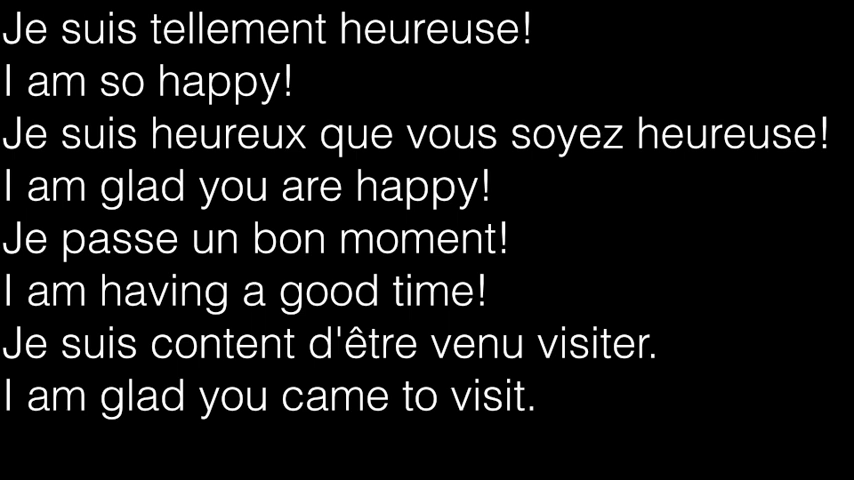 Je suis tellement heureuse!
I am so happy!
Je suis heureux que vous soyez heureuse!
I am glad you are happy!
Je passe un bon moment!
I am having a good time!
Je suis content d'être venu visiter.
I am glad you came to visit.